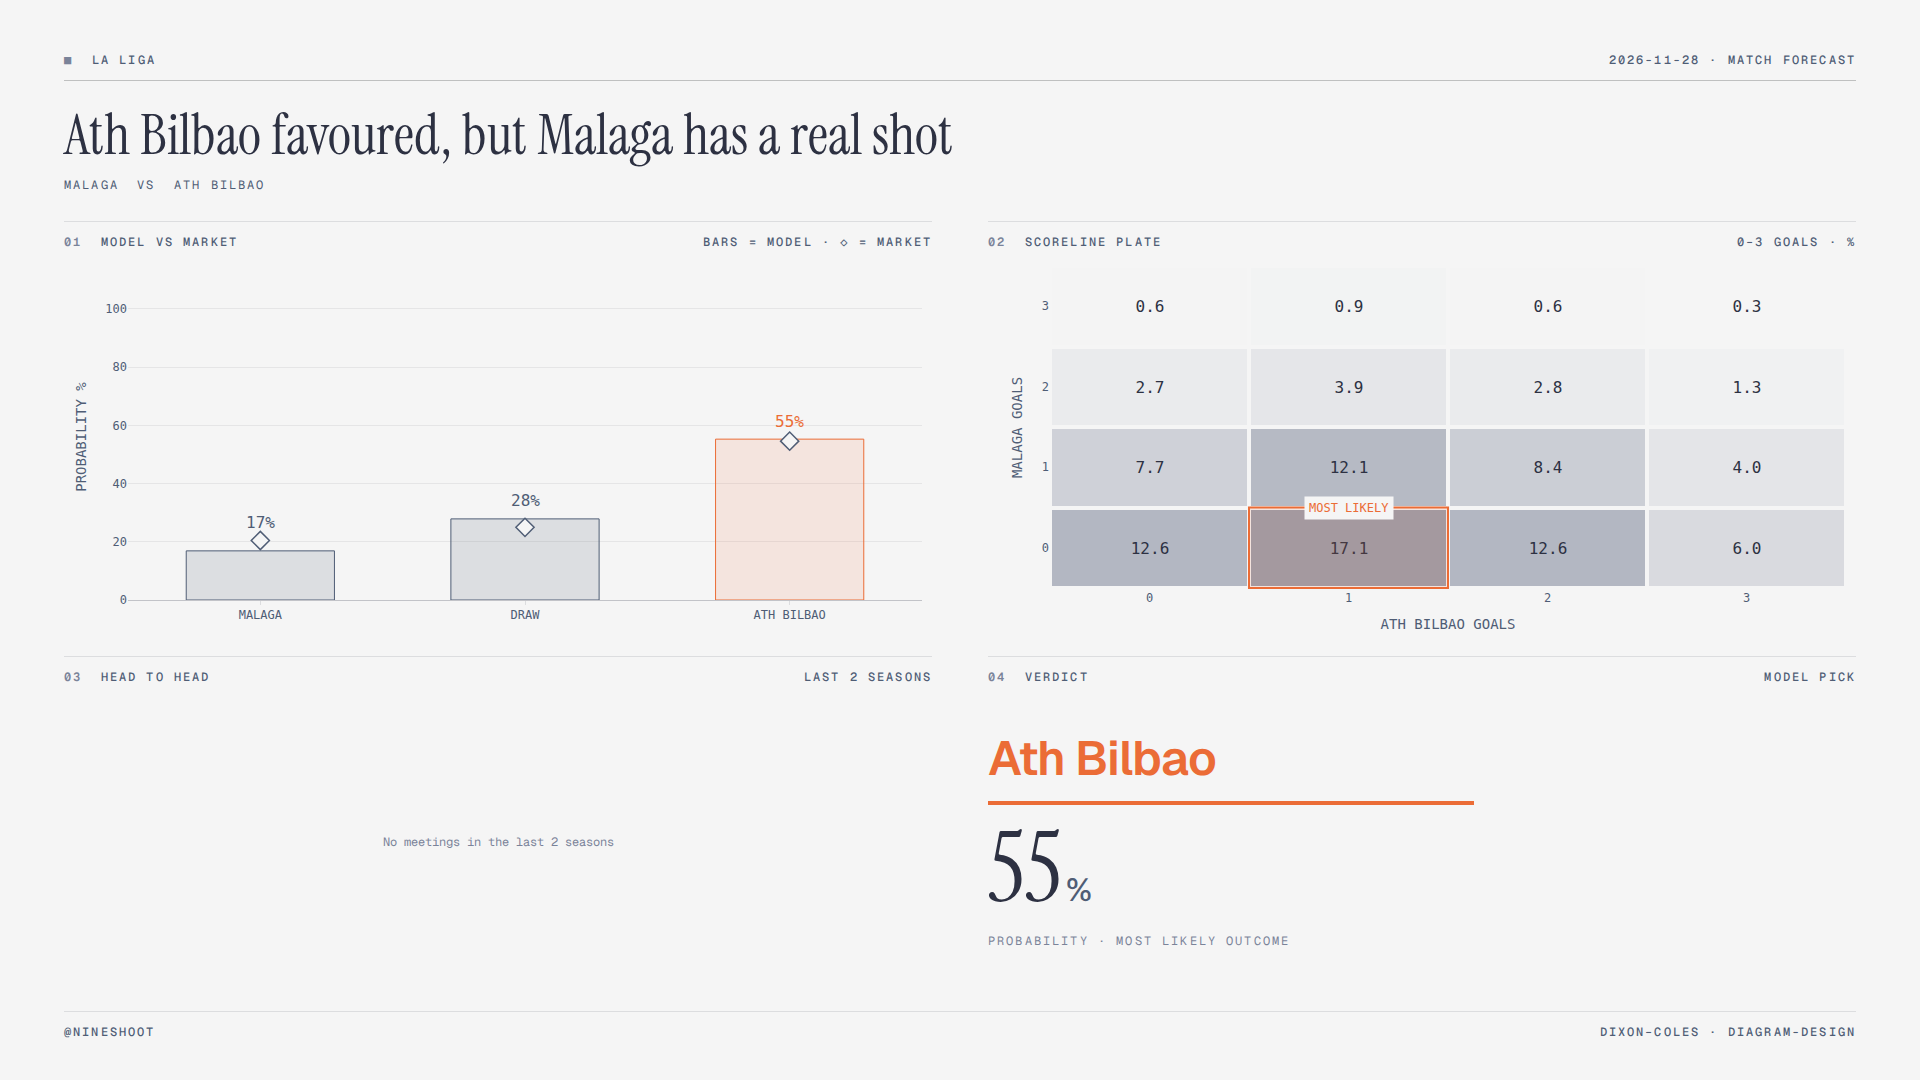 ■ LA LIGA
2026-11-28 · MATCH FORECAST
Ath Bilbao favoured, but Malaga has a real shot
MALAGA VS ATH BILBAO
01 MODEL VS MARKET
BARS = MODEL · ◇ = MARKET
PROBABILITY %
100
80
60
40
20
0
17%
28%
55%
MALAGA
DRAW
ATH BILBAO
02 SCORELINE PLATE
0–3 GOALS · %
MALAGA GOALS
3 0.6 0.9 0.6 0.3
2 2.7 3.9 2.8 1.3
1 7.7 12.1 8.4 4.0
MOST LIKELY
0 12.6 17.1 12.6 6.0
0 1 2 3
ATH BILBAO GOALS
03 HEAD TO HEAD
LAST 2 SEASONS
No meetings in the last 2 seasons
04 VERDICT
MODEL PICK
Ath Bilbao
55%
PROBABILITY · MOST LIKELY OUTCOME
@NINESHOOT
DIXON-COLES · DIAGRAM-DESIGN